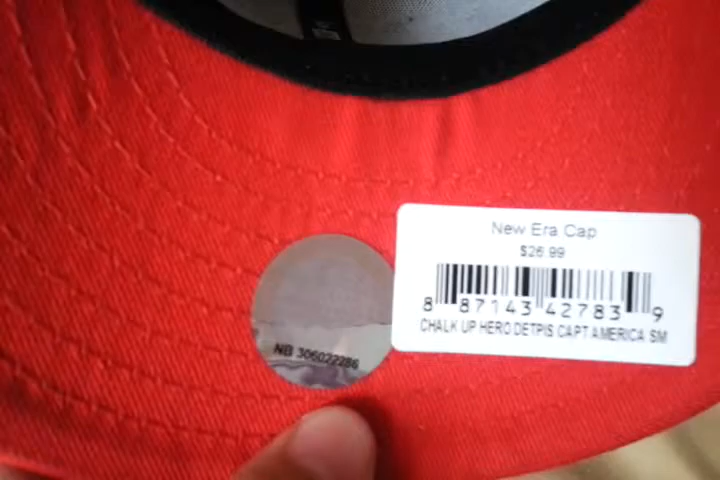 New Era Cap
$26.99
8 87143 42783 9
CHALK UP HERO DETPIS CAPT AMERICA SM
NB 306022286